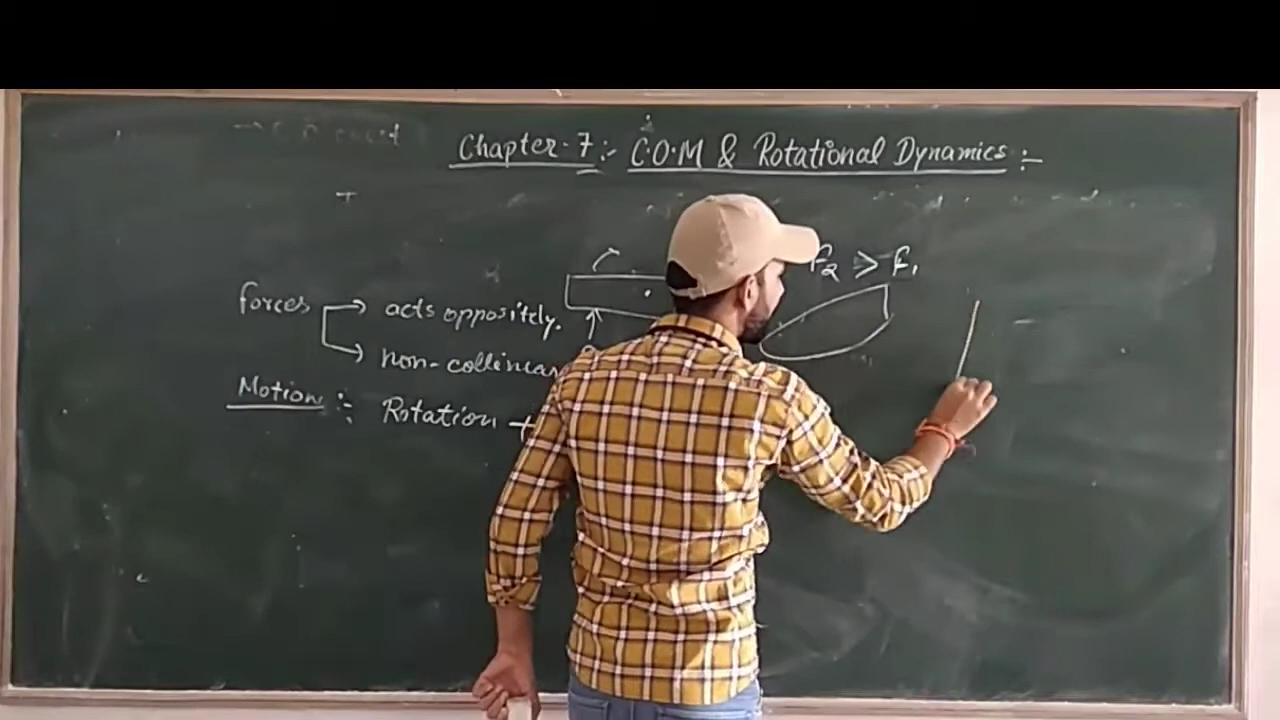 Chapter-7:- C.O.M & Rotational Dynamics:-
F₂ > F₁
forces → acts oppositely.
→ non-collinear
Motion:- Rotation +